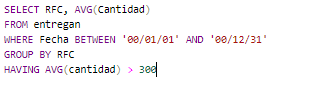 SELECT RFC, AVG(Cantidad)
FROM entregan
WHERE Fecha BETWEEN '00/01/01' AND '00/12/31'
GROUP BY RFC
HAVING AVG(cantidad) > 300